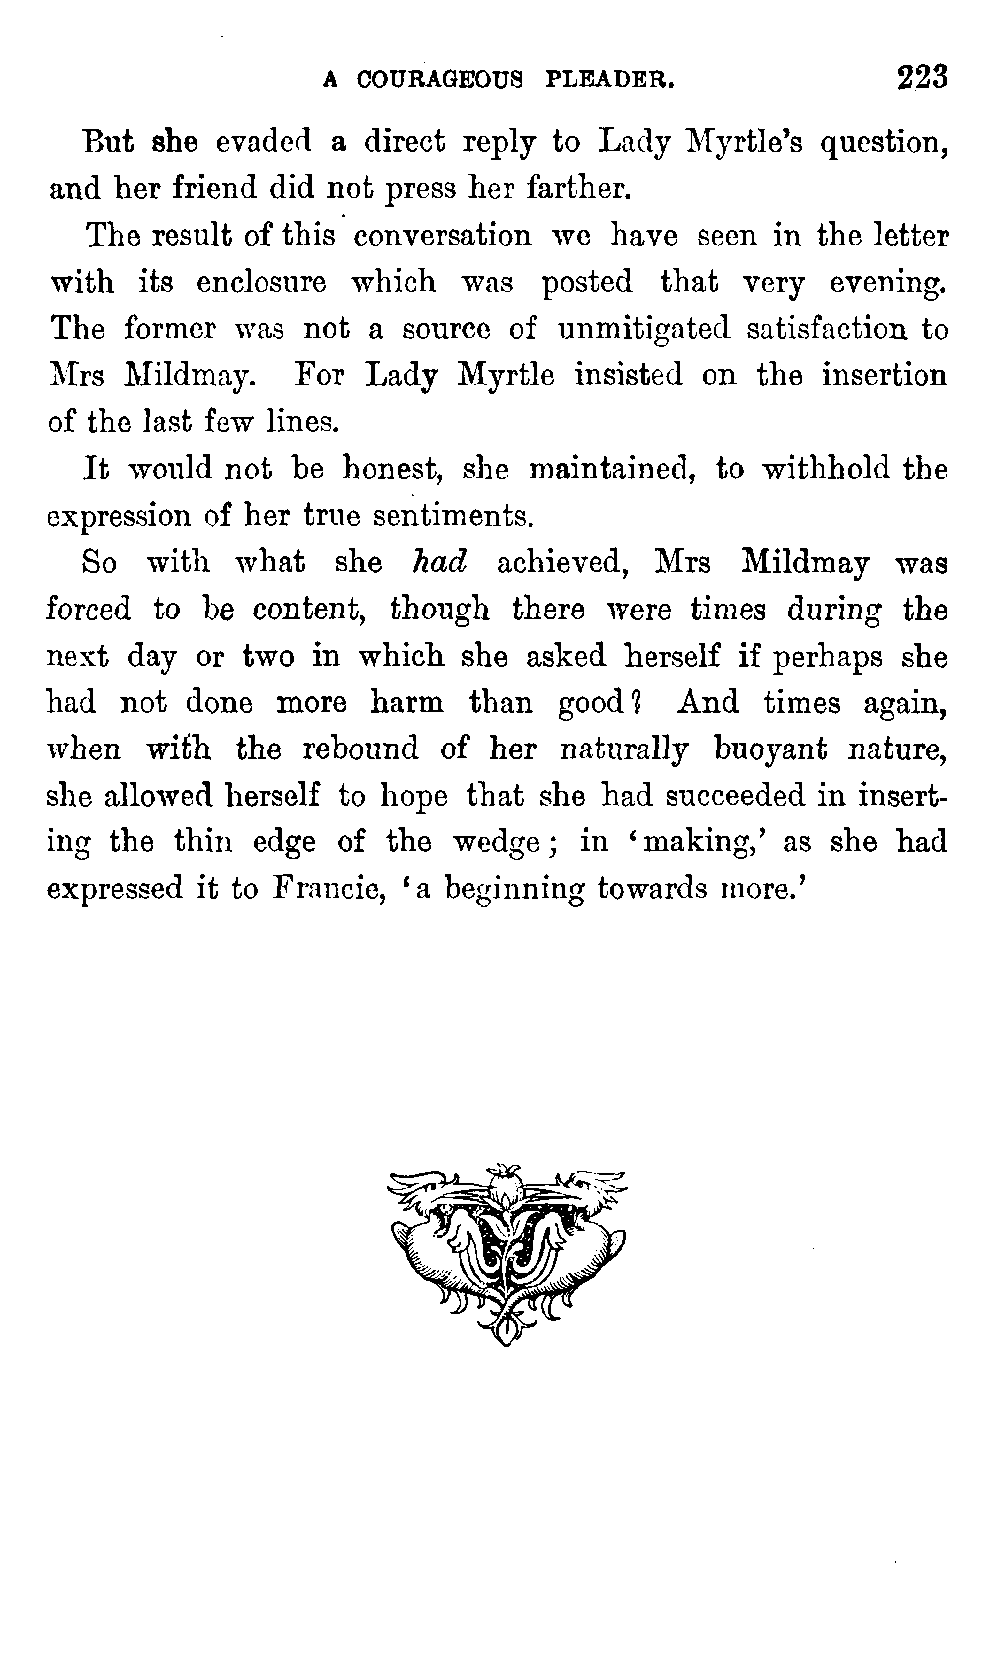 A COURAGEOUS PLEADER. 223
But she evaded a direct reply to Lady Myrtle's question,
and her friend did not press her farther.
The result of this conversation we have seen in the letter
with its enclosure which was posted that very evening.
The former was not a source of unmitigated satisfaction to
Mrs Mildmay. For Lady Myrtle insisted on the insertion
of the last few lines.
It would not be honest, she maintained, to withhold the
expression of her true sentiments.
So with what she had achieved, Mrs Mildmay was
forced to be content, though there were times during the
next day or two in which she asked herself if perhaps she
had not done more harm than good? And times again,
when with the rebound of her naturally buoyant nature,
she allowed herself to hope that she had succeeded in insert-
ing the thin edge of the wedge; in 'making,' as she had
expressed it to Francie, 'a beginning towards more.'